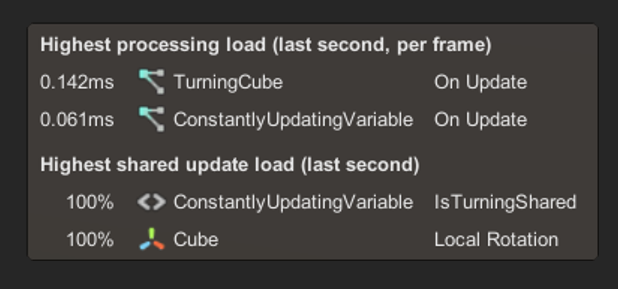 Highest processing load (last second, per frame)
0.142ms TurningCube On Update
0.061ms ConstantlyUpdatingVariable On Update
Highest shared update load (last second)
100% ConstantlyUpdatingVariable IsTurningShared
100% Cube Local Rotation